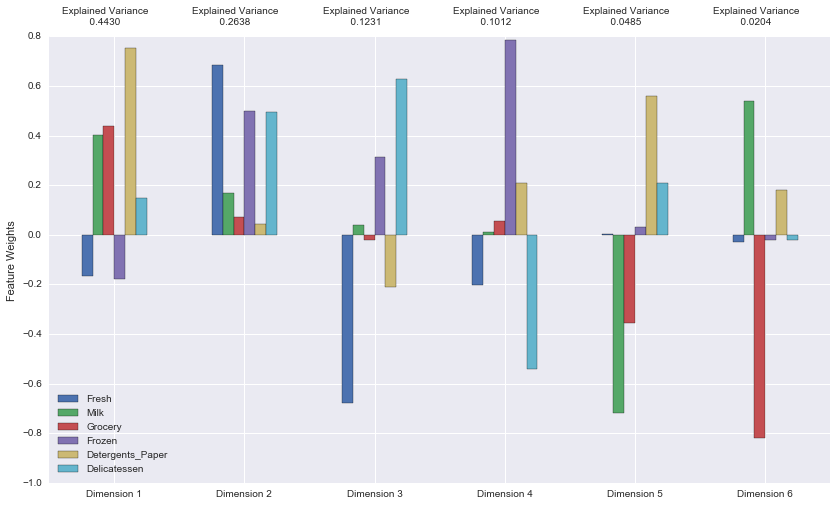 Explained Variance Explained Variance Explained Variance Explained Variance Explained Variance Explained Variance
0.4430 0.2638 0.1231 0.1012 0.0485 0.0204
0.8
0.6
0.4
0.2
0.0
−0.2
−0.4
−0.6
−0.8
−1.0
Feature Weights
Fresh
Milk
Grocery
Frozen
Detergents_Paper
Delicatessen
Dimension 1 Dimension 2 Dimension 3 Dimension 4 Dimension 5 Dimension 6